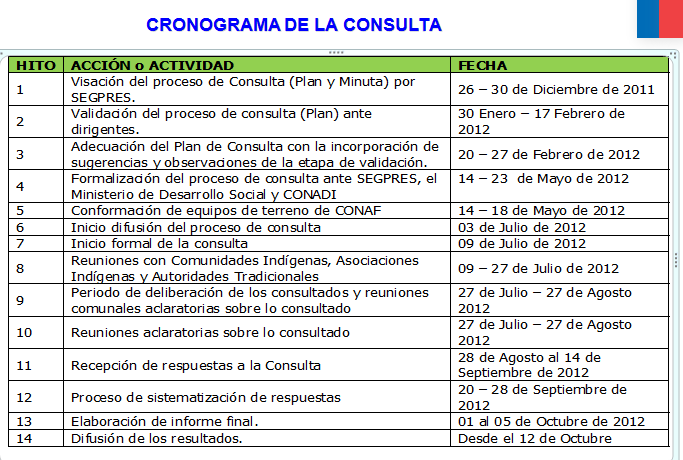 CRONOGRAMA DE LA CONSULTA
HITO ACCIÓN o ACTIVIDAD FECHA
1 Visación del proceso de Consulta (Plan y Minuta) por SEGPRES. 26 – 30 de Diciembre de 2011
2 Validación del proceso de consulta (Plan) ante dirigentes. 30 Enero – 17 Febrero de 2012
3 Adecuación del Plan de Consulta con la incorporación de sugerencias y observaciones de la etapa de validación. 20 – 27 de Febrero de 2012
4 Formalización del proceso de consulta ante SEGPRES, el Ministerio de Desarrollo Social y CONADI 14 – 23 de Mayo de 2012
5 Conformación de equipos de terreno de CONAF 14 – 18 de Mayo de 2012
6 Inicio difusión del proceso de consulta 03 de Julio de 2012
7 Inicio formal de la consulta 09 de Julio de 2012
8 Reuniones con Comunidades Indígenas, Asociaciones Indígenas y Autoridades Tradicionales 09 – 27 de Julio de 2012
9 Periodo de deliberación de los consultados y reuniones comunales aclaratorias sobre lo consultado 27 de Julio – 27 de Agosto 2012
10 Reuniones aclaratorias sobre lo consultado 27 de Julio – 27 de Agosto 2012
11 Recepción de respuestas a la Consulta 28 de Agosto al 14 de Septiembre de 2012
12 Proceso de sistematización de respuestas 20 – 28 de Septiembre de 2012
13 Elaboración de informe final. 01 al 05 de Octubre de 2012
14 Difusión de los resultados. Desde el 12 de Octubre